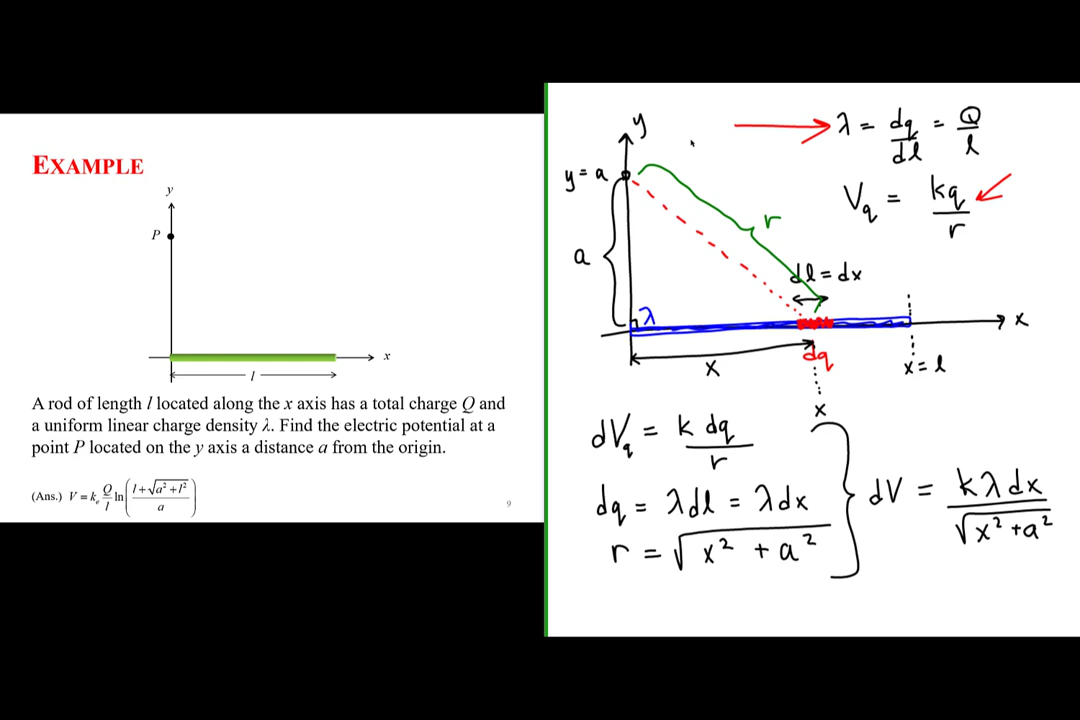 EXAMPLE
y
P
x
l
A rod of length l located along the x axis has a total charge Q and
a uniform linear charge density λ. Find the electric potential at a
point P located on the y axis a distance a from the origin.
(Ans.) V = kₑ Q/l ln((l+√(a²+l²))/a)
9
y
λ = dq/dl = Q/l
y = a
V_q = kq/r
r
a
dl = dx
λ
x
x
dq
x = l
x
dV_q = k dq/r
dq = λdl = λdx
r = √(x² + a²)
dV = kλdx/√(x²+a²)